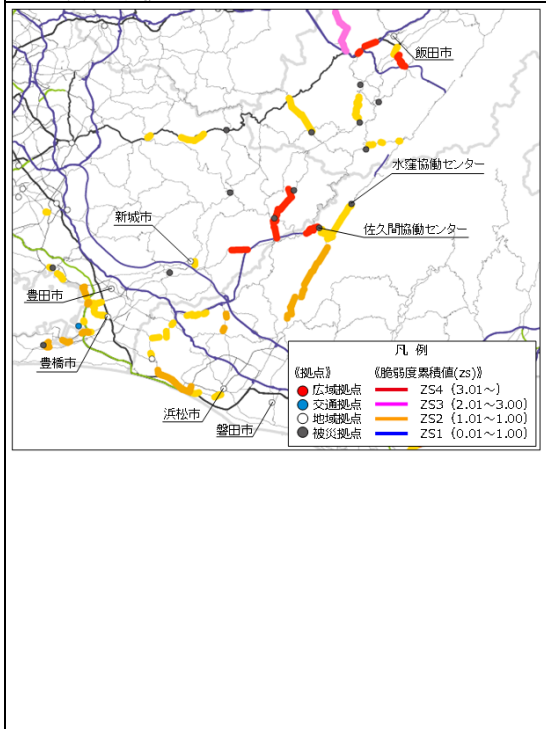 飯田市
水窪協働センター
新城市
佐久間協働センター
豊田市
豊橋市
浜松市
磐田市
凡 例
《拠点》 《脆弱度累積値(zs)》
広域拠点 ZS4 (3.01～)
交通拠点 ZS3 (2.01～3.00)
地域拠点 ZS2 (1.01～1.00)
被災拠点 ZS1 (0.01～1.00)